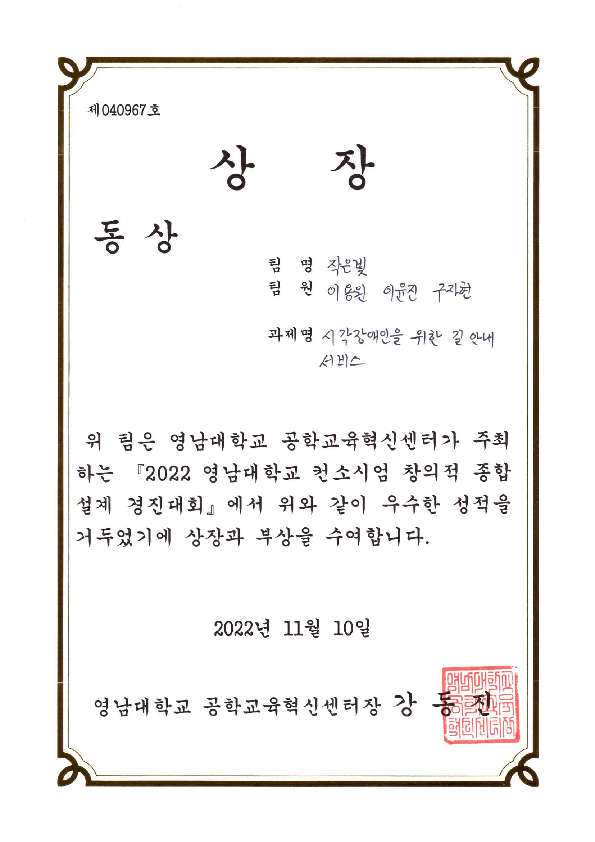 제040967호
상 장
동 상
팀 명 작은빛
팀 원 이용원 이윤진 구자현
과제명 시각장애인을 위한 길 안내
서비스
위 팀은 영남대학교 공학교육혁신센터가 주최
하는 『2022 영남대학교 컨소시엄 창의적 종합
설계 경진대회』에서 위와 같이 우수한 성적을
거두었기에 상장과 부상을 수여합니다.
2022년 11월 10일
영남대학교 공학교육혁신센터장 강 동 진
영남대학교
공학교육
혁신센터장